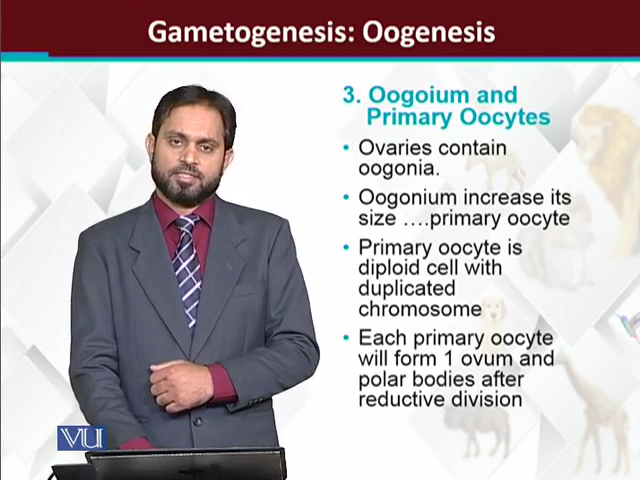 Gametogenesis: Oogenesis
3. Oogoium and
Primary Oocytes
• Ovaries contain
oogonia.
• Oogonium increase its
size ....primary oocyte
• Primary oocyte is
diploid cell with
duplicated
chromosome
• Each primary oocyte
will form 1 ovum and
polar bodies after
reductive division
VU